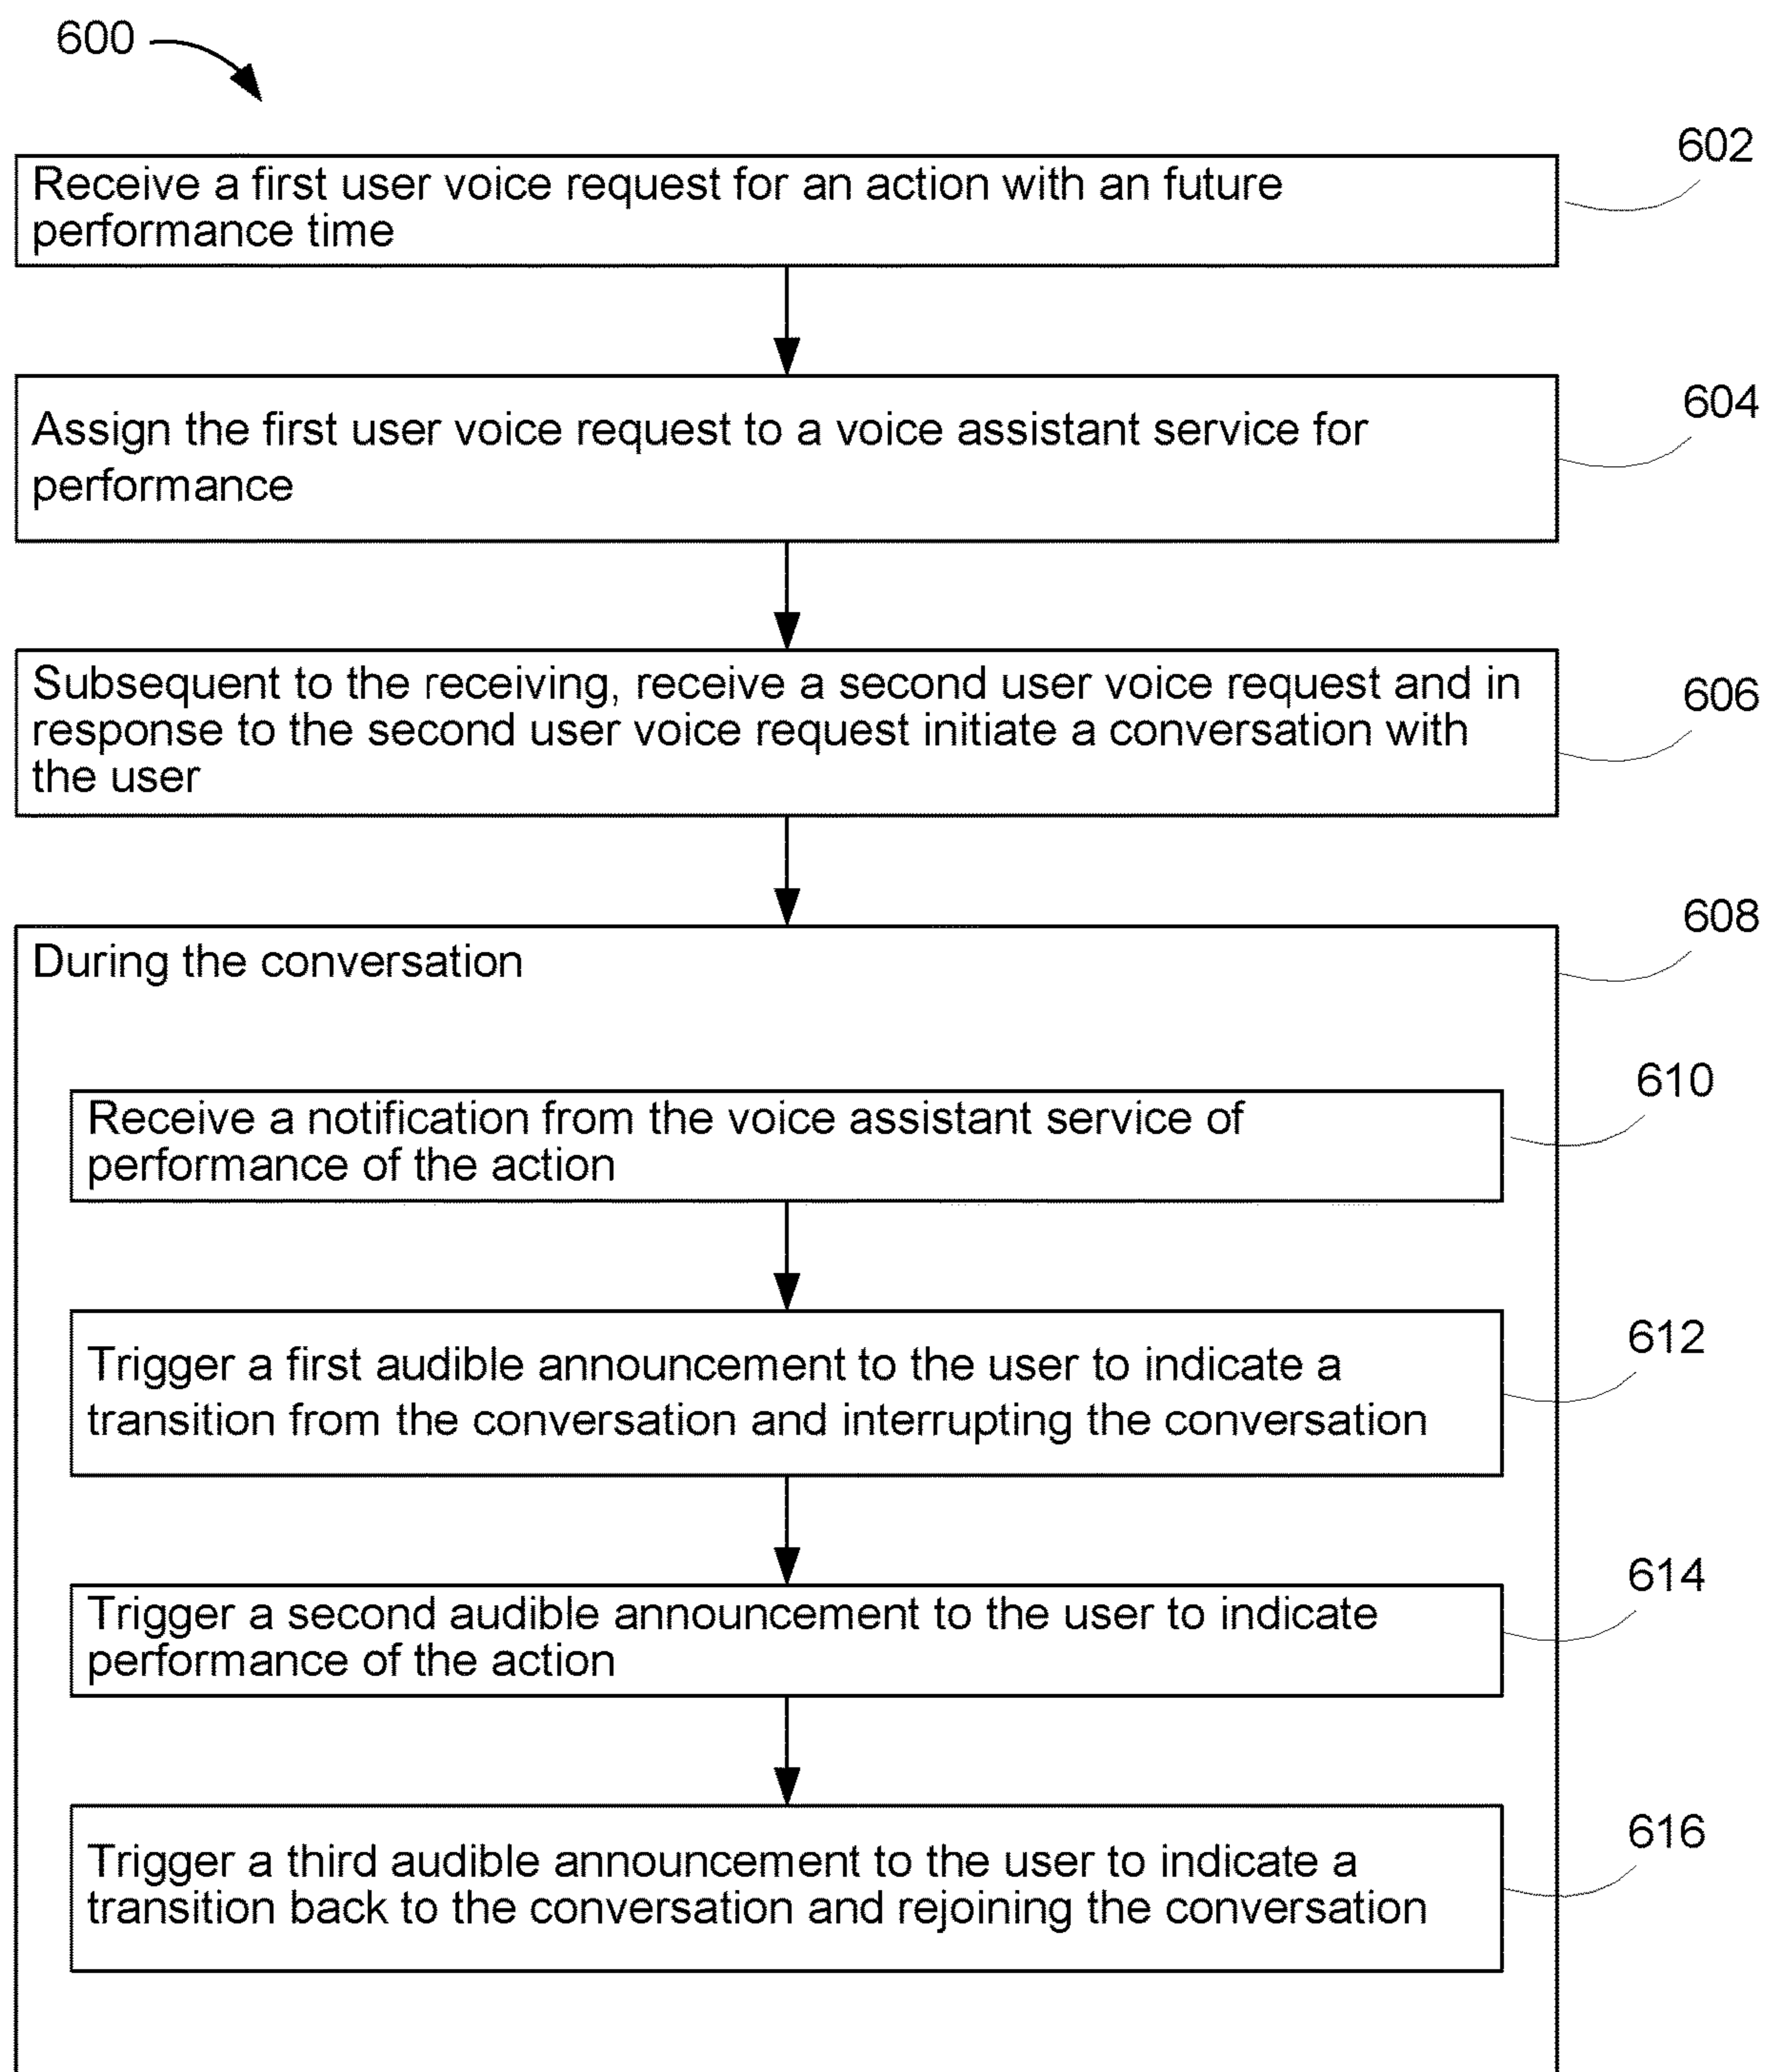 600
602
Receive a first user voice request for an action with an future
performance time
604
Assign the first user voice request to a voice assistant service for
performance
606
Subsequent to the receiving, receive a second user voice request and in
response to the second user voice request initiate a conversation with
the user
608
During the conversation
610
Receive a notification from the voice assistant service of
performance of the action
612
Trigger a first audible announcement to the user to indicate a
transition from the conversation and interrupting the conversation
614
Trigger a second audible announcement to the user to indicate
performance of the action
616
Trigger a third audible announcement to the user to indicate a
transition back to the conversation and rejoining the conversation